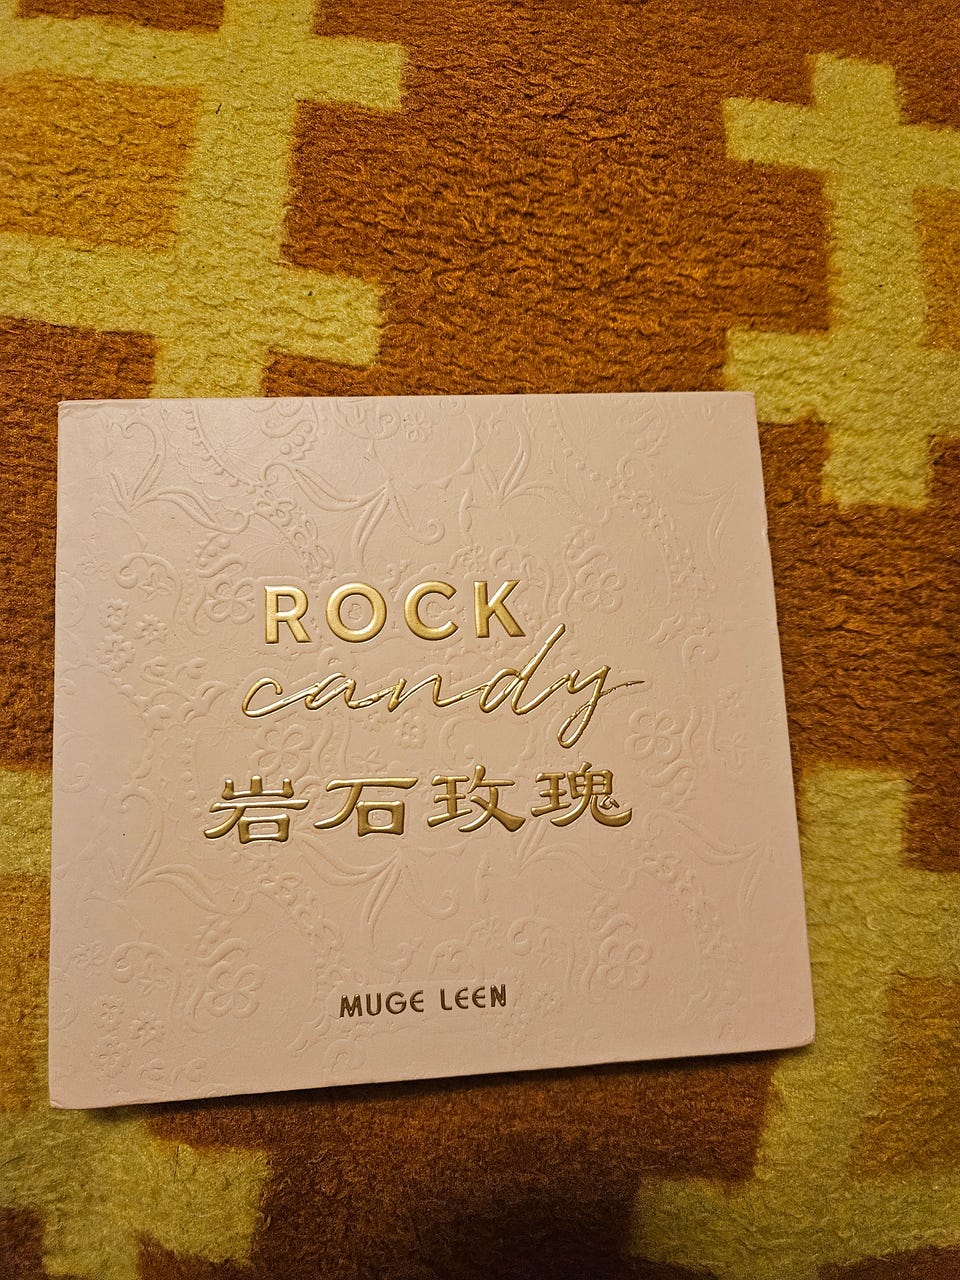 ROCK
candy
岩石玫瑰
MUGE LEEN